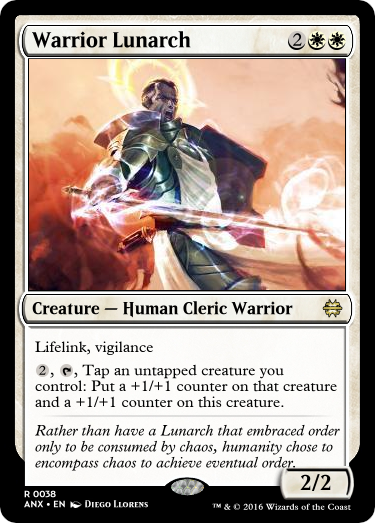 Warrior Lunarch 2
Creature — Human Cleric Warrior
Lifelink, vigilance
2, , Tap an untapped creature you
control: Put a +1/+1 counter on that creature
and a +1/+1 counter on this creature.
Rather than have a Lunarch that embraced order
only to be consumed by chaos, humanity chose to
encompass chaos to achieve eventual order.
2/2
R 0038
ANX • EN DIEGO LLORENS
™ & © 2016 Wizards of the Coast